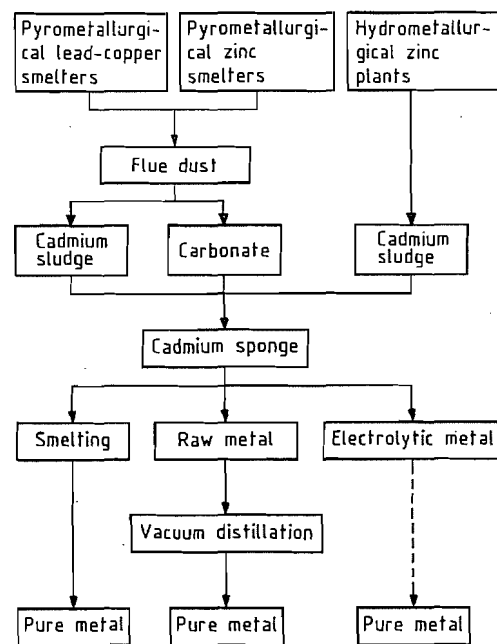 Pyrometallurgi-
cal lead-copper
smelters
Pyrometallurgi-
cal zinc
smelters
Hydrometallur-
gical zinc
plants
Flue dust
Cadmium
sludge
Carbonate
Cadmium
sludge
Cadmium sponge
Smelting
Raw metal
Electrolytic metal
Vacuum distillation
Pure metal
Pure metal
Pure metal